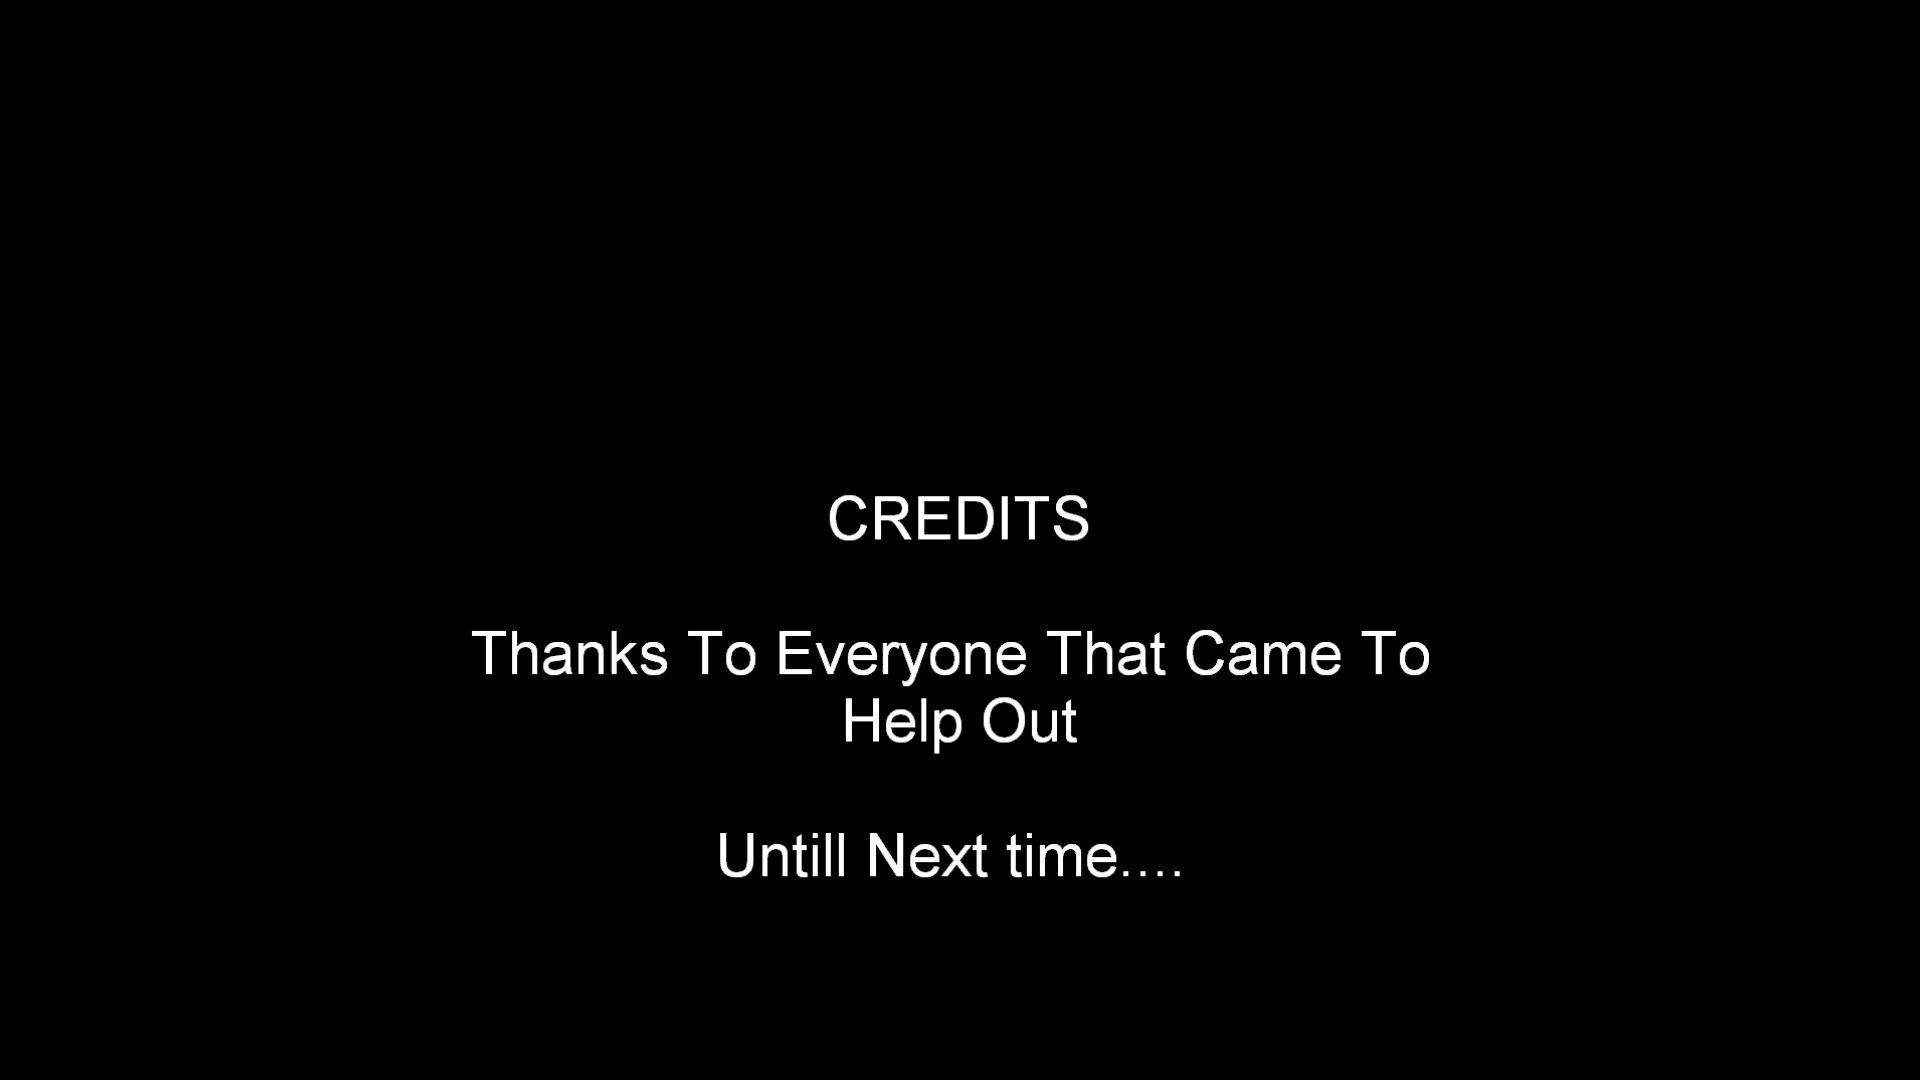 CREDITS
Thanks To Everyone That Came To
Help Out
Untill Next time....